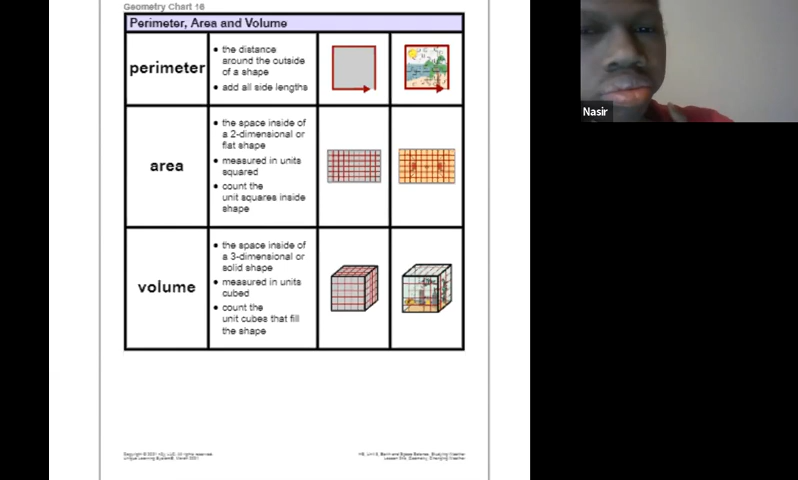 Geometry Chart 16
Perimeter, Area and Volume
perimeter
• the distance
around the outside
of a shape
• add all side lengths
area
• the space inside of
a 2-dimensional or
flat shape
• measured in units
squared
• count the
unit squares inside
shape
volume
• the space inside of
a 3-dimensional or
solid shape
• measured in units
cubed
• count the
unit cubes that fill
the shape
Nasir